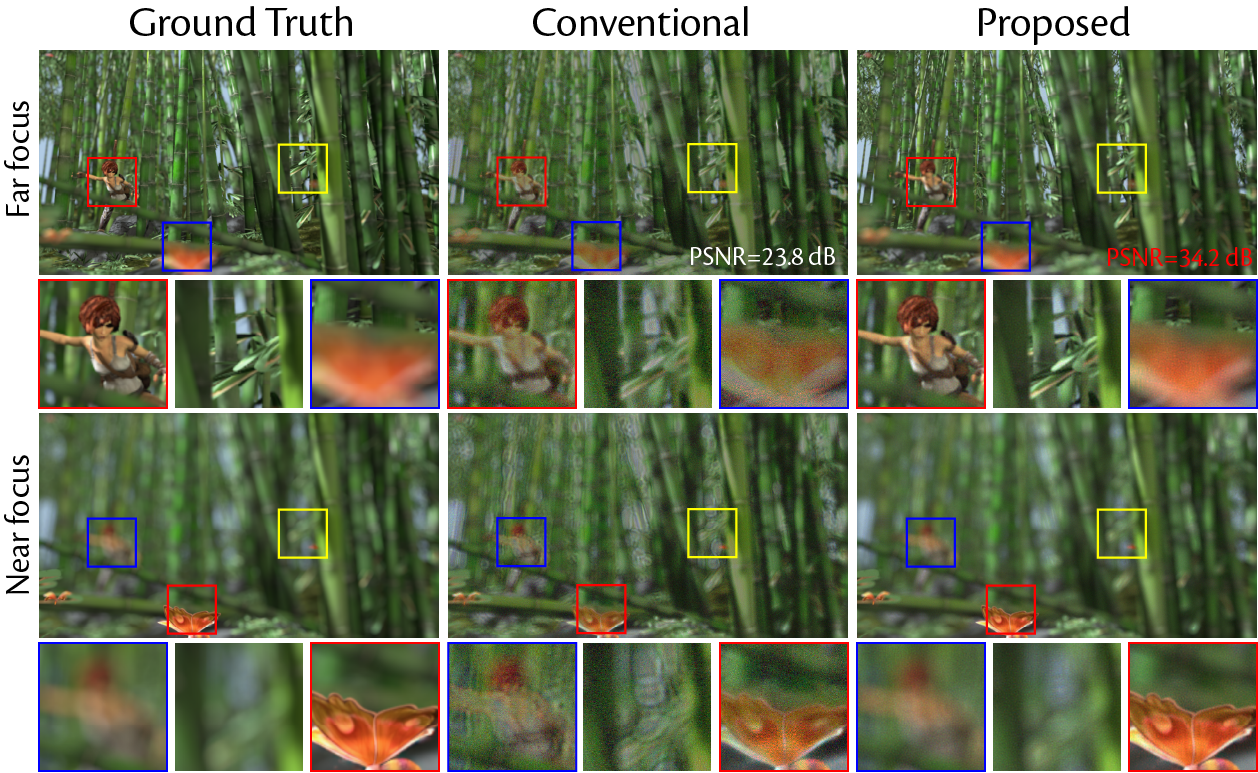 Ground Truth
Conventional
Proposed
Far focus
PSNR=23.8 dB
PSNR=34.2 dB
Near focus